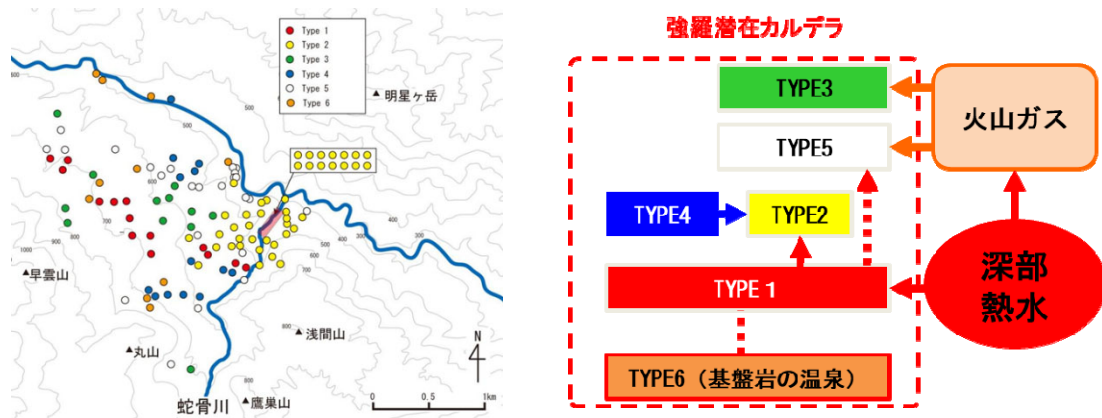 Type 1
Type 2
Type 3
Type 4
Type 5
Type 6
明星ヶ岳
早雲山
浅間山
丸山
蛇骨川
鷹巣山
N
0
0.5
1km
強羅潜在カルデラ
TYPE3
火山ガス
TYPE5
TYPE4
TYPE2
TYPE 1
深部
熱水
TYPE6(基盤岩の温泉)